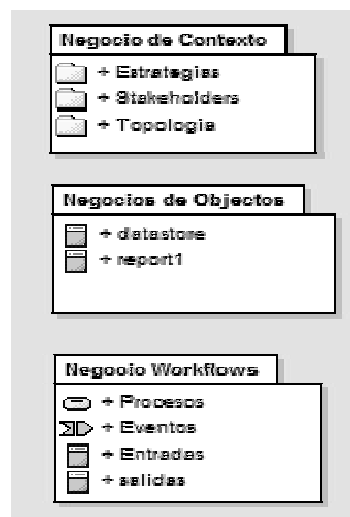 Negocio de Contexto
+ Estrategias
+ Stakeholders
+ Topologia
Negocios de Objectos
+ datastore
+ report1
Negocio Workflows
+ Procesos
+ Eventos
+ Entradas
+ salidas